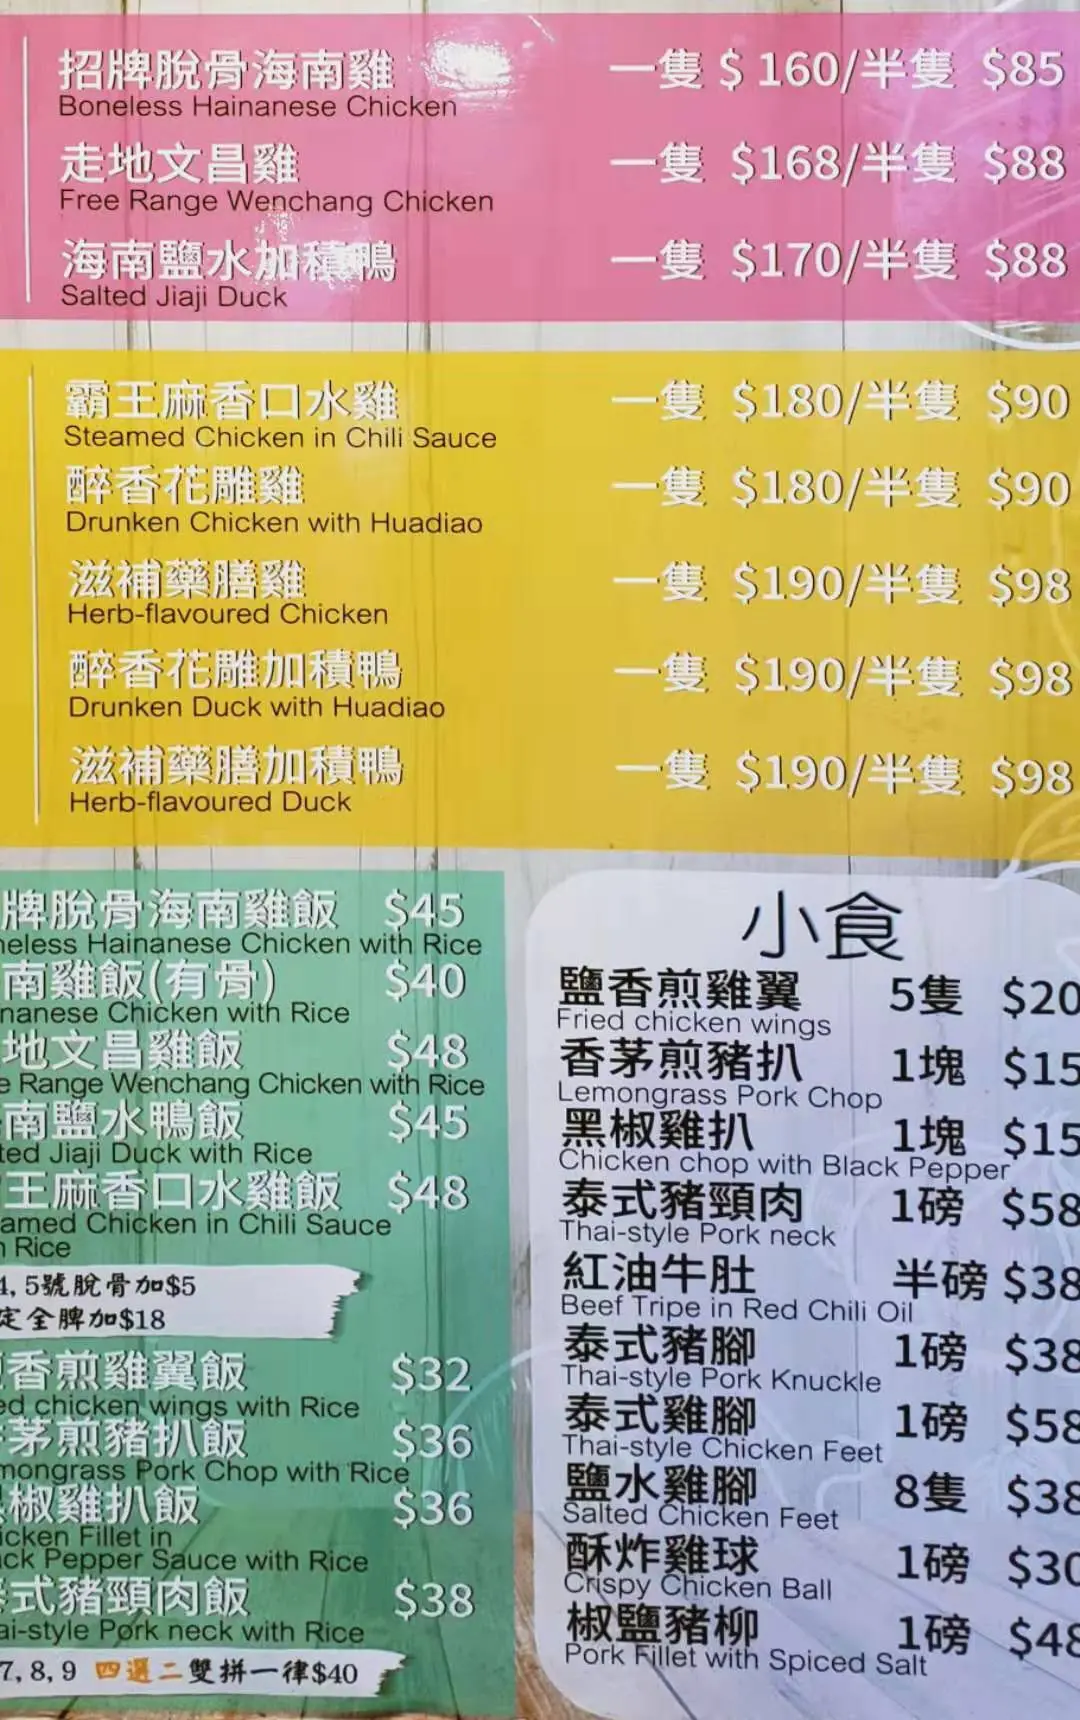 招牌脫骨海南雞 一隻 $ 160/半隻 $85
Boneless Hainanese Chicken
走地文昌雞 一隻 $168/半隻 $88
Free Range Wenchang Chicken
海南鹽水加積鴨 一隻 $170/半隻 $88
Salted Jiaji Duck
霸王麻香口水雞 一隻 $180/半隻 $90
Steamed Chicken in Chili Sauce
醉香花雕雞 一隻 $180/半隻 $90
Drunken Chicken with Huadiao
滋補藥膳雞 一隻 $190/半隻 $98
Herb-flavoured Chicken
醉香花雕加積鴨 一隻 $190/半隻 $98
Drunken Duck with Huadiao
滋補藥膳加積鴨 一隻 $190/半隻 $98
Herb-flavoured Duck
牌脫骨海南雞飯 $45
neless Hainanese Chicken with Rice
南雞飯(有骨) $40
nanese Chicken with Rice
地文昌雞飯 $48
e Range Wenchang Chicken with Rice
南鹽水鴨飯 $45
ted Jiaji Duck with Rice
王麻香口水雞飯 $48
amed Chicken in Chili Sauce
Rice
4, 5號脫骨加$5
定全脾加$18
香煎雞翼飯 $32
ed chicken wings with Rice
茅煎豬扒飯 $36
mongrass Pork Chop with Rice
椒雞扒飯 $36
icken Fillet in
ck Pepper Sauce with Rice
式豬頸肉飯 $38
ai-style Pork neck with Rice
7, 8, 9 四選二雙拼一律$40
小食
鹽香煎雞翼 5隻 $20
Fried chicken wings
香茅煎豬扒 1塊 $15
Lemongrass Pork Chop
黑椒雞扒 1塊 $15
Chicken chop with Black Pepper
泰式豬頸肉 1磅 $58
Thai-style Pork neck
紅油牛肚 半磅 $38
Beef Tripe in Red Chili Oil
泰式豬腳 1磅 $38
Thai-style Pork Knuckle
泰式雞腳 1磅 $58
Thai-style Chicken Feet
鹽水雞腳 8隻 $38
Salted Chicken Feet
酥炸雞球 1磅 $30
Crispy Chicken Ball
椒鹽豬柳 1磅 $48
Pork Fillet with Spiced Salt